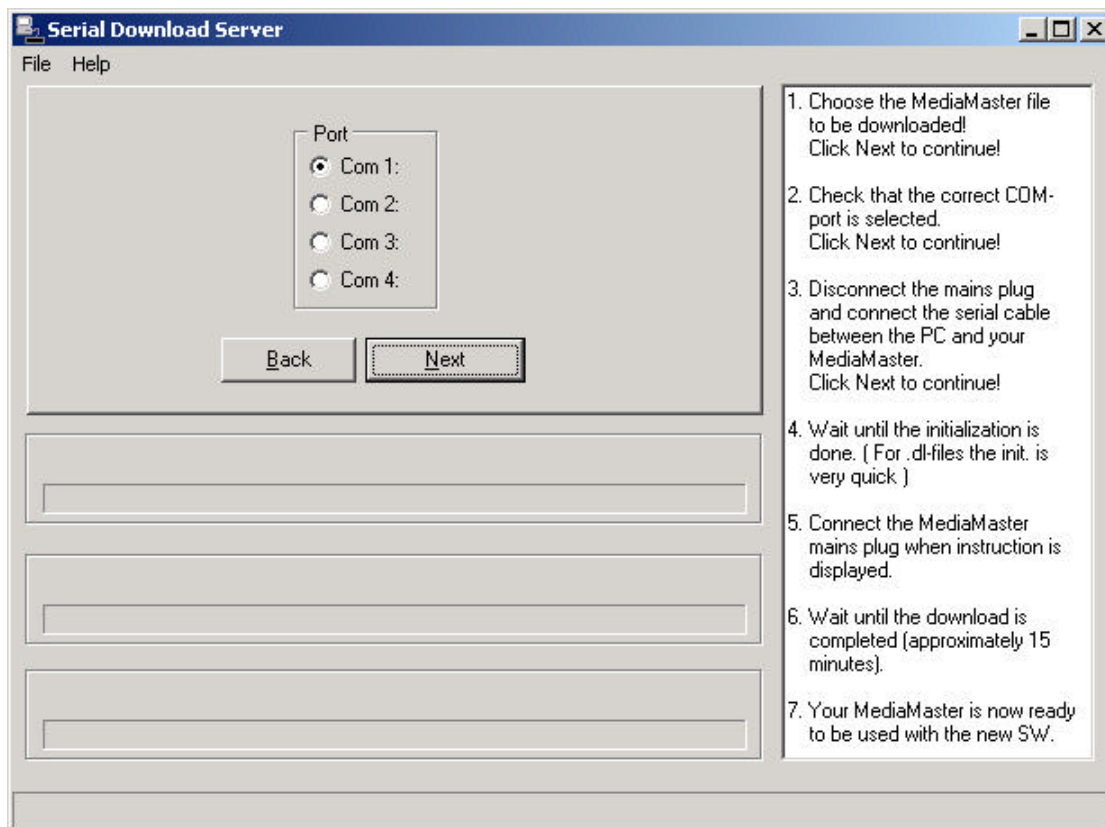 Serial Download Server
File Help
Port
Com 1:
Com 2:
Com 3:
Com 4:
Back
Next
1. Choose the MediaMaster file
to be downloaded!
Click Next to continue!
2. Check that the correct COM-
port is selected.
Click Next to continue!
3. Disconnect the mains plug
and connect the serial cable
between the PC and your
MediaMaster.
Click Next to continue!
4. Wait until the initialization is
done. ( For .dl-files the init. is
very quick )
5. Connect the MediaMaster
mains plug when instruction is
displayed.
6. Wait until the download is
completed (approximately 15
minutes).
7. Your MediaMaster is now ready
to be used with the new SW.